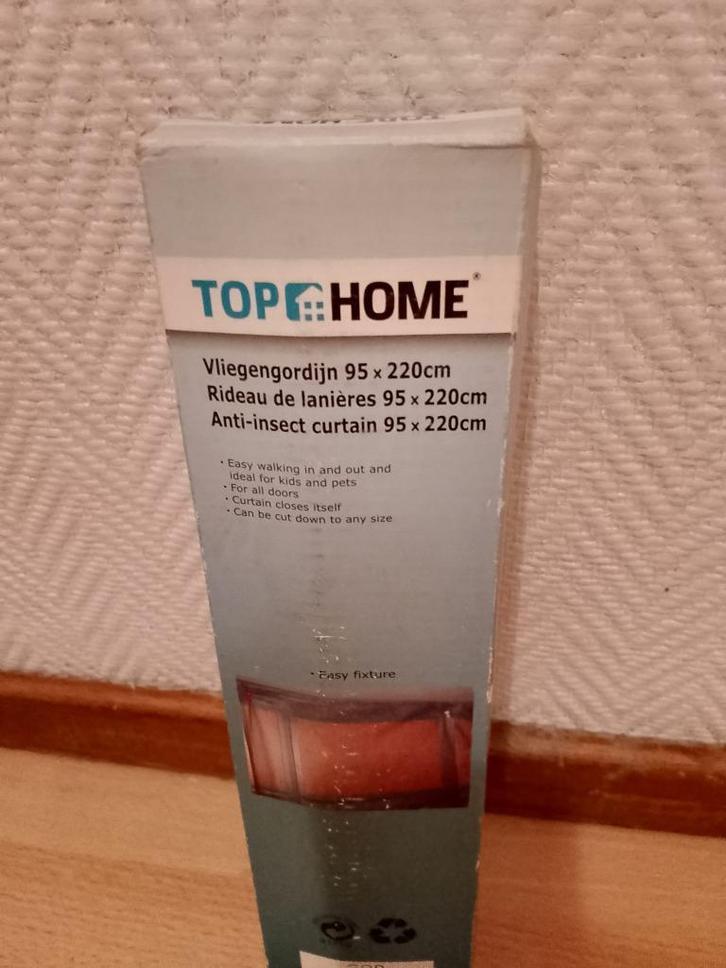 TOP HOME®
Vliegengordijn 95 x 220cm
Rideau de lanières 95 x 220cm
Anti-insect curtain 95 x 220cm
· Easy walking in and out and
ideal for kids and pets
· For all doors
· Curtain closes itself
· Can be cut down to any size
· Easy fixture